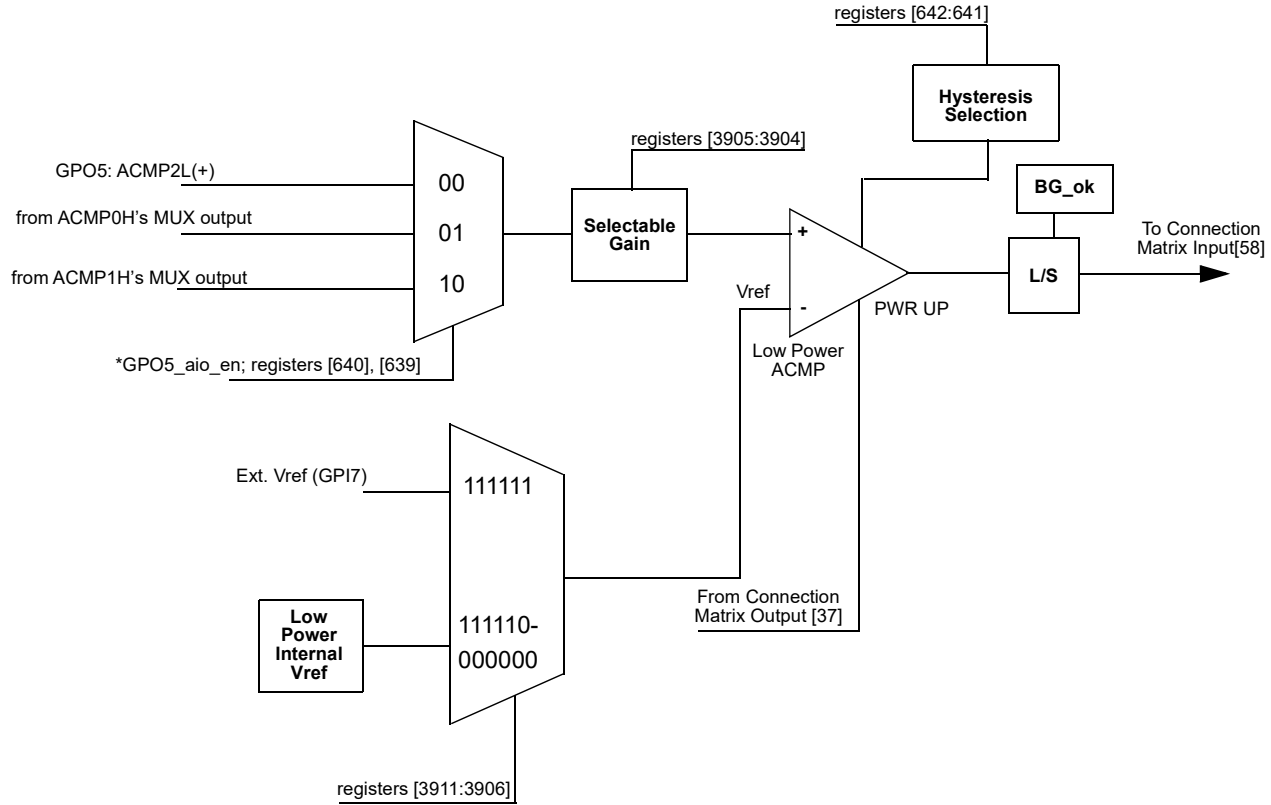 registers [642:641]
Hysteresis
Selection
registers [3905:3904]
GPO5: ACMP2L(+)
00
from ACMP0H's MUX output
01
from ACMP1H's MUX output
10
Selectable
Gain
+
BG_ok
To Connection
Matrix Input[58]
L/S
Vref
-
PWR UP
Low Power
ACMP
*GPO5_aio_en; registers [640], [639]
Ext. Vref (GPI7)
111111
From Connection
Matrix Output [37]
Low
Power
Internal
Vref
111110-
000000
registers [3911:3906]